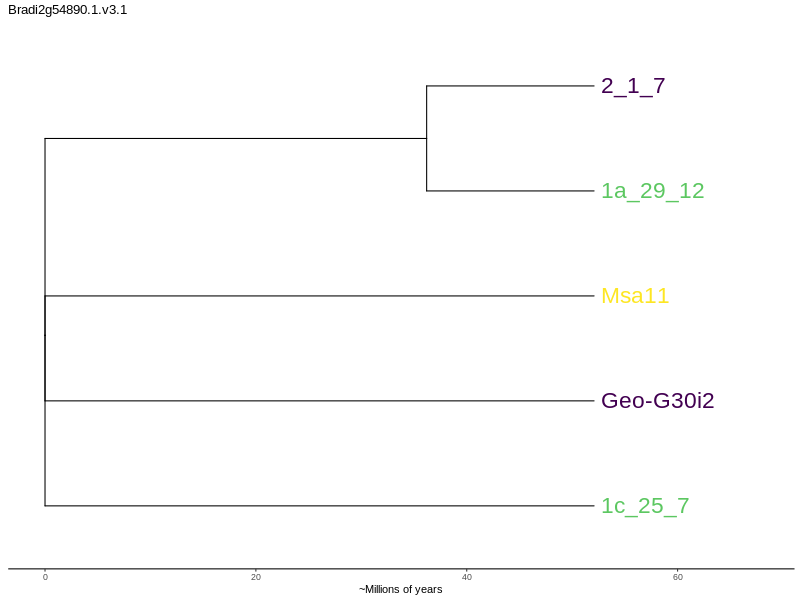 Bradi2g54890.1.v3.1
2_1_7
1a_29_12
Msa11
Geo-G30i2
1c_25_7
0 20 40 60
~Millions of years